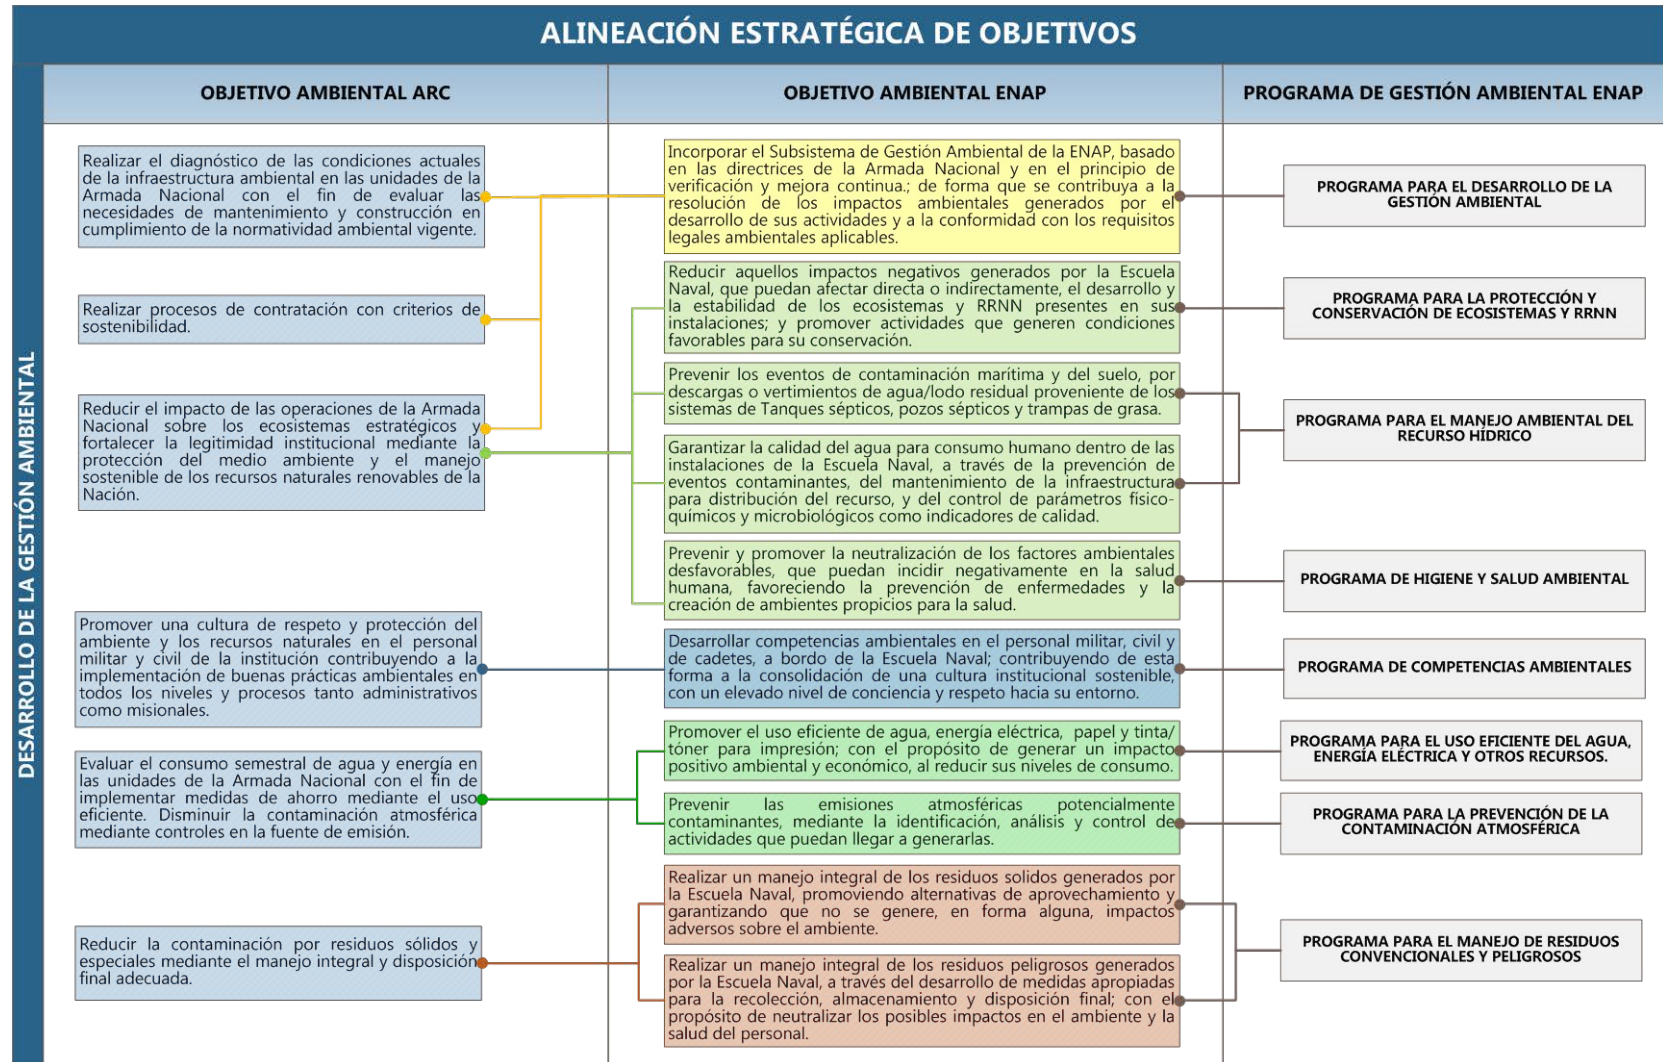 ALINEACIÓN ESTRATÉGICA DE OBJETIVOS
DESARROLLO DE LA GESTIÓN AMBIENTAL
OBJETIVO AMBIENTAL ARC
Realizar el diagnóstico de las condiciones actuales
de la infraestructura ambiental en las unidades de la
Armada Nacional con el fin de evaluar las
necesidades de mantenimiento y construcción en
cumplimiento de la normatividad ambiental vigente.
Realizar procesos de contratación con criterios de
sostenibilidad.
Reducir el impacto de las operaciones de la Armada
Nacional sobre los ecosistemas estratégicos y
fortalecer la legitimidad institucional mediante la
protección del medio ambiente y el manejo
sostenible de los recursos naturales renovables de la
Nación.
Promover una cultura de respeto y protección del
ambiente y los recursos naturales en el personal
militar y civil de la institución contribuyendo a la
implementación de buenas prácticas ambientales en
todos los niveles y procesos tanto administrativos
como misionales.
Evaluar el consumo semestral de agua y energía en
las unidades de la Armada Nacional con el fin de
implementar medidas de ahorro mediante el uso
eficiente. Disminuir la contaminación atmosférica
mediante controles en la fuente de emisión.
Reducir la contaminación por residuos sólidos y
especiales mediante el manejo integral y disposición
final adecuada.
OBJETIVO AMBIENTAL ENAP
Incorporar el Subsistema de Gestión Ambiental de la ENAP, basado
en las directrices de la Armada Nacional y en el principio de
verificación y mejora continua.; de forma que se contribuya a la
resolución de los impactos ambientales generados por el
desarrollo de sus actividades y a la conformidad con los requisitos
legales ambientales aplicables.
Reducir aquellos impactos negativos generados por la Escuela
Naval, que puedan afectar directa o indirectamente, el desarrollo y
la estabilidad de los ecosistemas y RRNN presentes en sus
instalaciones; y promover actividades que generen condiciones
favorables para su conservación.
Prevenir los eventos de contaminación marítima y del suelo, por
descargas o vertimientos de agua/lodo residual proveniente de los
sistemas de Tanques sépticos, pozos sépticos y trampas de grasa.
Garantizar la calidad del agua para consumo humano dentro de las
instalaciones de la Escuela Naval, a través de la prevención de
eventos contaminantes, del mantenimiento de la infraestructura
para distribución del recurso, y del control de parámetros físico-
químicos y microbiológicos como indicadores de calidad.
Prevenir y promover la neutralización de los factores ambientales
desfavorables, que puedan incidir negativamente en la salud
humana, favoreciendo la prevención de enfermedades y la
creación de ambientes propicios para la salud.
Desarrollar competencias ambientales en el personal militar, civil y
de cadetes, a bordo de la Escuela Naval; contribuyendo de esta
forma a la consolidación de una cultura institucional sostenible,
con un elevado nivel de conciencia y respeto hacia su entorno.
Promover el uso eficiente de agua, energía eléctrica, papel y tinta/
tóner para impresión; con el propósito de generar un impacto
positivo ambiental y económico, al reducir sus niveles de consumo.
Prevenir las emisiones atmosféricas potencialmente
contaminantes, mediante la identificación, análisis y control de
actividades que puedan llegar a generarlas.
Realizar un manejo integral de los residuos solidos generados por
la Escuela Naval, promoviendo alternativas de aprovechamiento y
garantizando que no se genere, en forma alguna, impactos
adversos sobre el ambiente.
Realizar un manejo integral de los residuos peligrosos generados
por la Escuela Naval, a través del desarrollo de medidas apropiadas
para la recolección, almacenamiento y disposición final; con el
propósito de neutralizar los posibles impactos en el ambiente y la
salud del personal.
PROGRAMA DE GESTIÓN AMBIENTAL ENAP
PROGRAMA PARA EL DESARROLLO DE LA
GESTIÓN AMBIENTAL
PROGRAMA PARA LA PROTECCIÓN Y
CONSERVACIÓN DE ECOSISTEMAS Y RRNN
PROGRAMA PARA EL MANEJO AMBIENTAL DEL
RECURSO HÍDRICO
PROGRAMA DE HIGIENE Y SALUD AMBIENTAL
PROGRAMA DE COMPETENCIAS AMBIENTALES
PROGRAMA PARA EL USO EFICIENTE DEL AGUA,
ENERGÍA ELÉCTRICA Y OTROS RECURSOS.
PROGRAMA PARA LA PREVENCIÓN DE LA
CONTAMINACIÓN ATMOSFÉRICA
PROGRAMA PARA EL MANEJO DE RESIDUOS
CONVENCIONALES Y PELIGROSOS